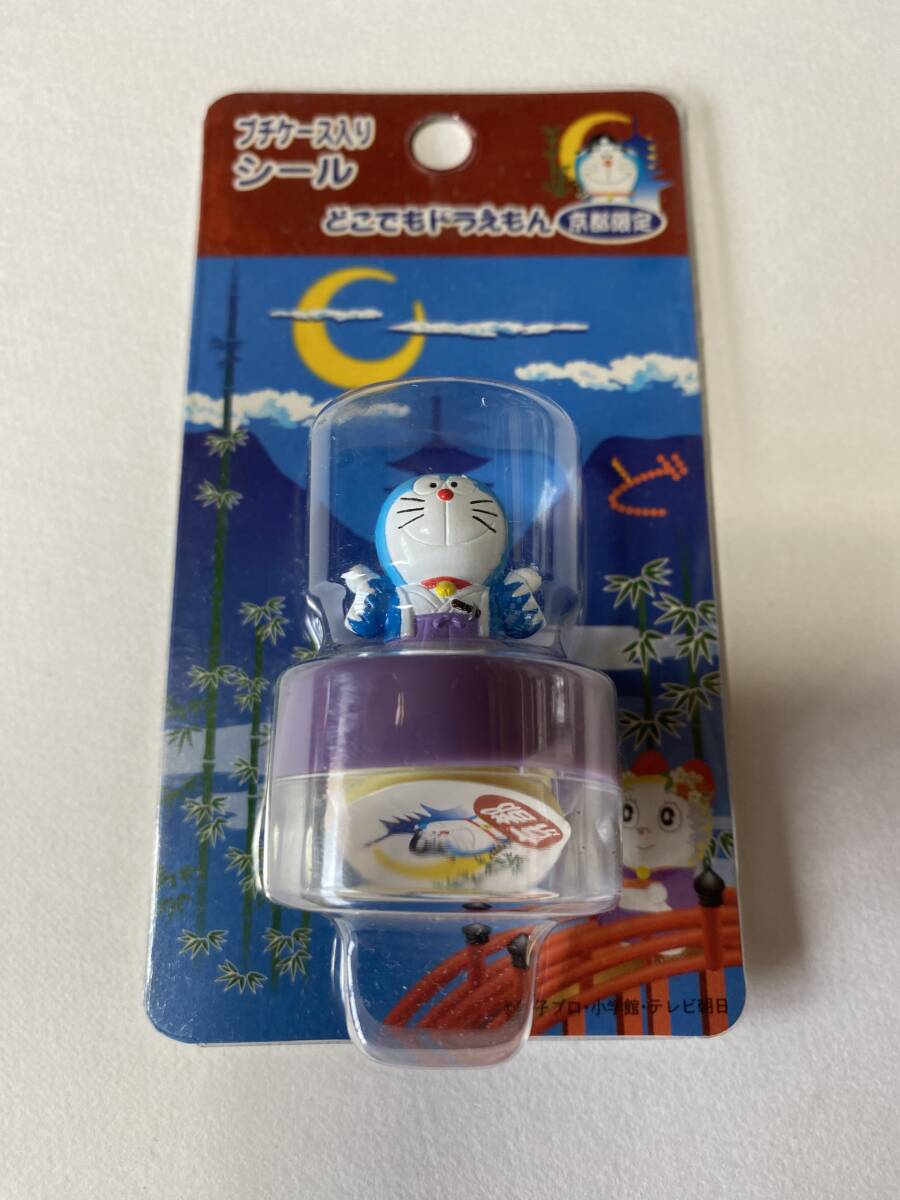 プチケース入り
シール
どこでもドラえもん 京都限定
ど
子プロ・小学館・テレビ朝日